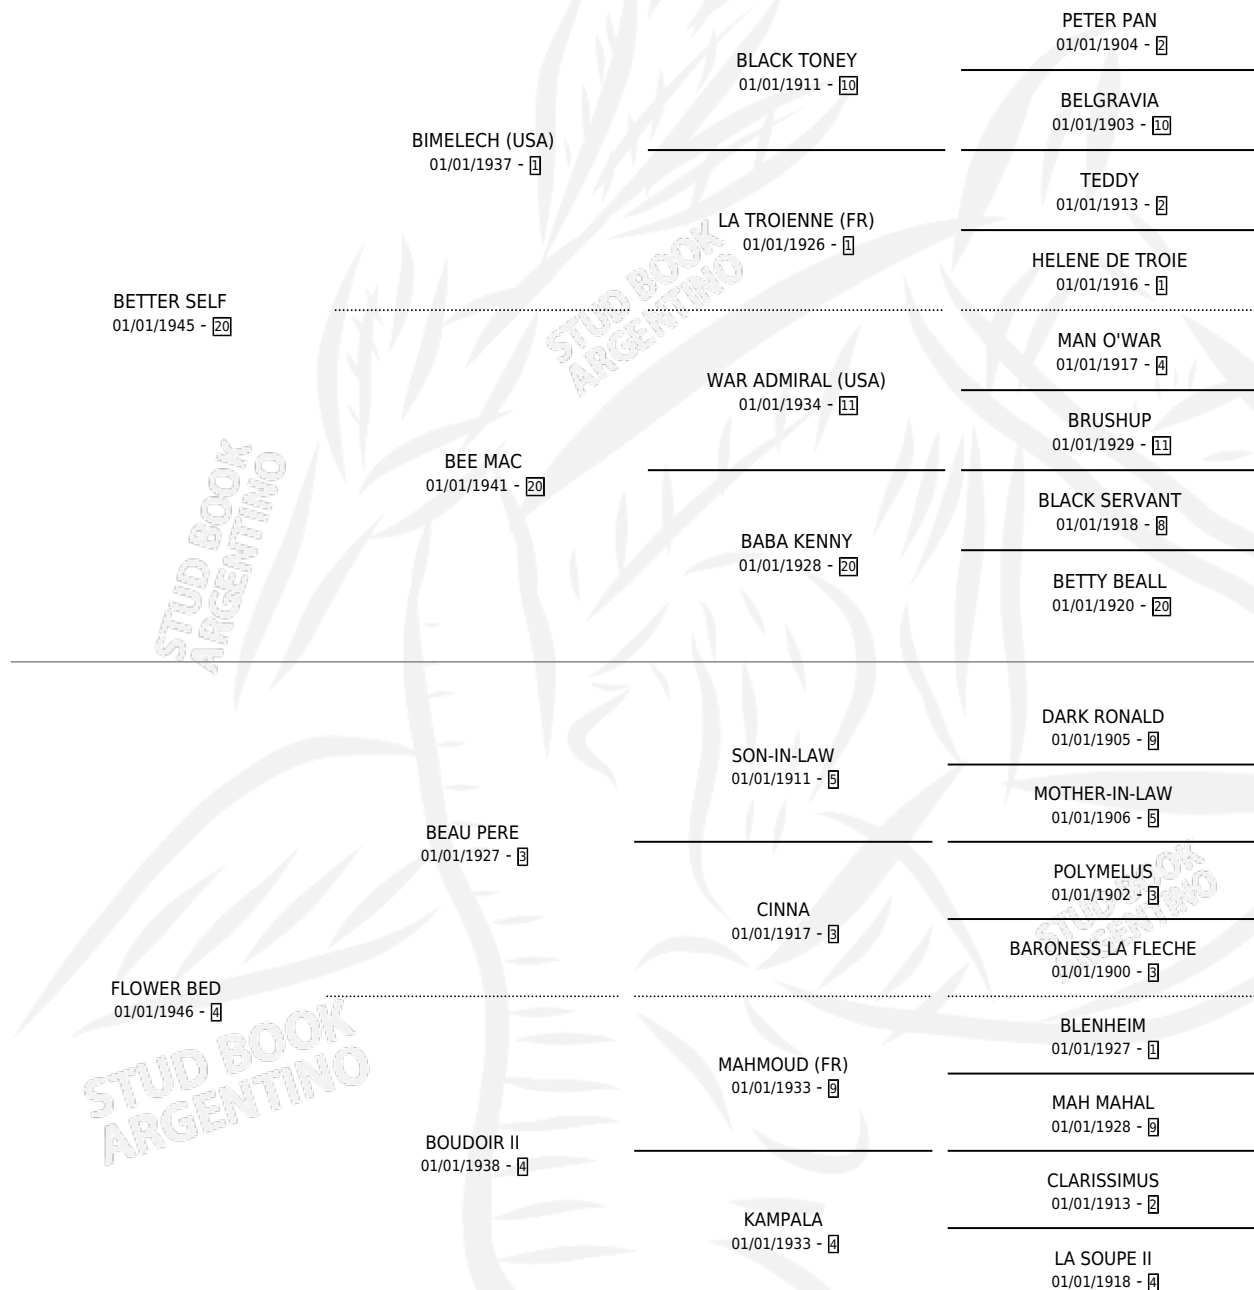 PETER PAN
01/01/1904 - 2
BLACK TONEY
01/01/1911 - 10
BELGRAVIA
01/01/1903 - 10
BIMELECH (USA)
01/01/1937 - 1
TEDDY
01/01/1913 - 2
LA TROIENNE (FR)
01/01/1926 - 1
HELENE DE TROIE
01/01/1916 - 1
BETTER SELF
01/01/1945 - 20
STUD BOOK
ARGENTINO
MAN O'WAR
01/01/1917 - 4
WAR ADMIRAL (USA)
01/01/1934 - 11
BRUSHUP
01/01/1929 - 11
BEE MAC
01/01/1941 - 20
BLACK SERVANT
01/01/1918 - 8
BABA KENNY
01/01/1928 - 20
BETTY BEALL
01/01/1920 - 20
STUD BOOK
ARGENTINO
DARK RONALD
01/01/1905 - 9
SON-IN-LAW
01/01/1911 - 5
MOTHER-IN-LAW
01/01/1906 - 5
BEAU PERE
01/01/1927 - 3
POLYMELUS
01/01/1902 - 3
CINNA
01/01/1917 - 3
STUD BOOK
ARGENTINO
BARONESS LA FLECHE
01/01/1900 - 3
FLOWER BED
01/01/1946 - 4
BLENHEIM
01/01/1927 - 1
STUD BOOK
ARGENTINO
MAHMOUD (FR)
01/01/1933 - 9
MAH MAHAL
01/01/1928 - 9
BOUDOIR II
01/01/1938 - 4
CLARISSIMUS
01/01/1913 - 2
KAMPALA
01/01/1933 - 4
LA SOUPE II
01/01/1918 - 4